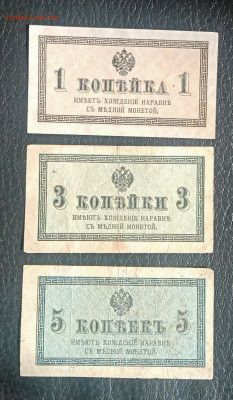 1 КОПѢЙКА 1
ИМѢЕТЪ ХОЖДЕНІЕ НАРАВНѢ
СЪ МѢДНОЙ МОНЕТОЙ.
3 КОПѢЙКИ 3
ИМѢЮТЪ ХОЖДЕНІЕ НАРАВНѢ
СЪ МѢДНОЙ МОНЕТОЙ.
5 КОПѢЕКЪ 5
ИМѢЮТЪ ХОЖДЕНІЕ НАРАВНѢ
СЪ МѢДНОЙ МОНЕТОЙ.